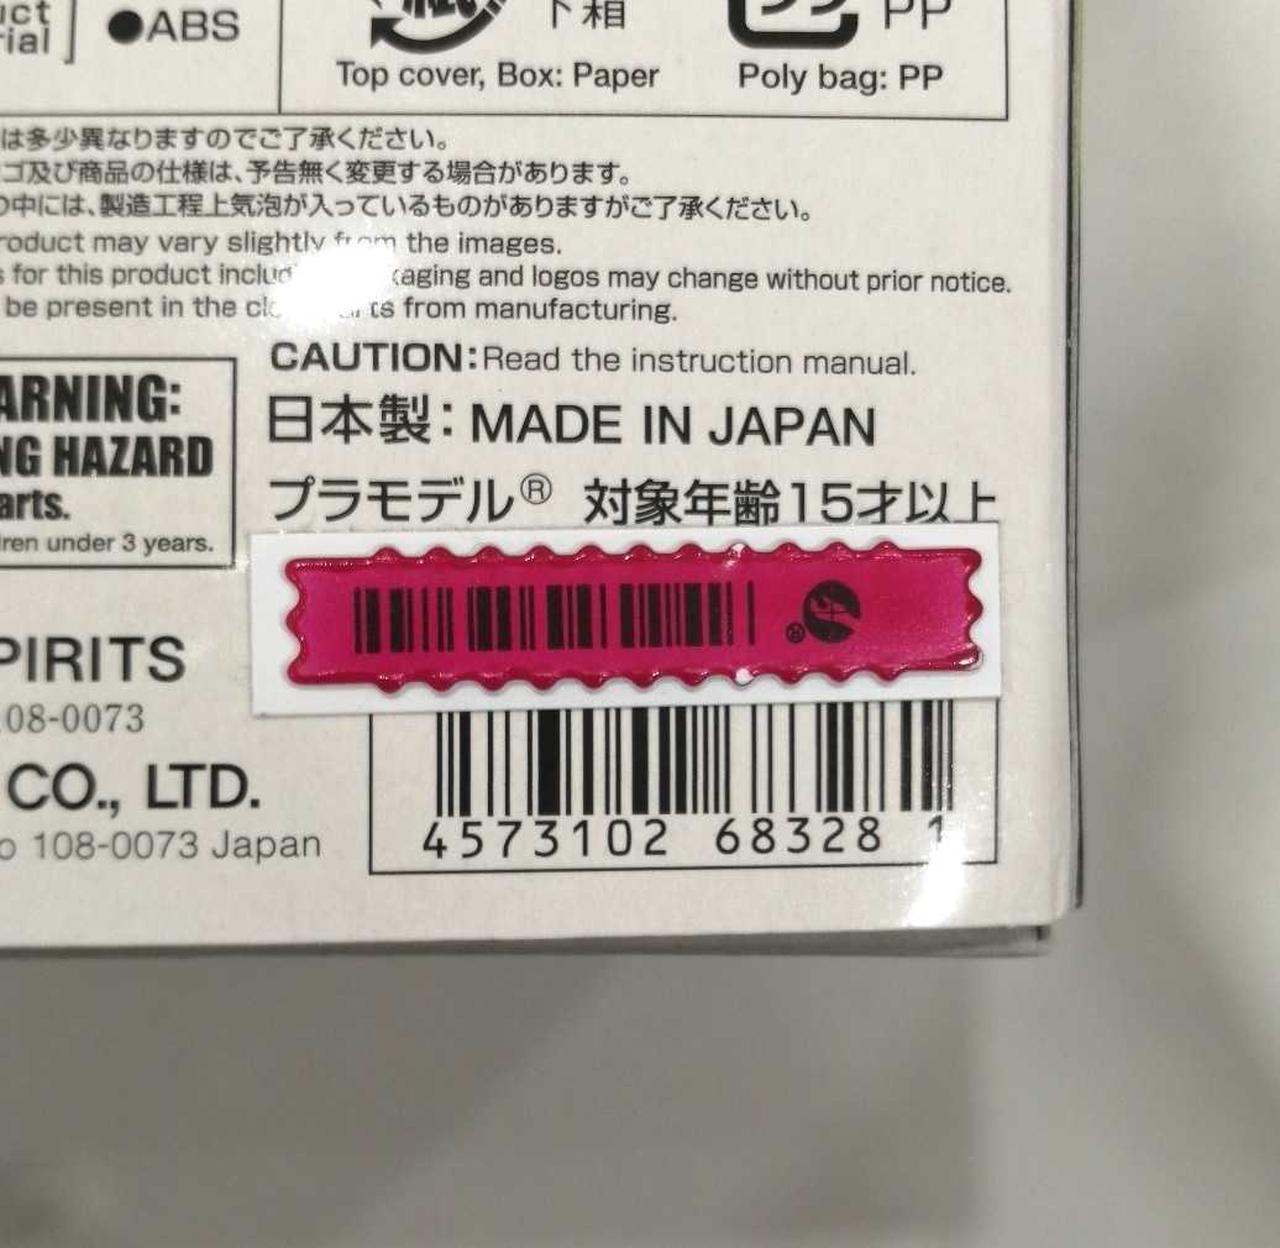 ●ABS
Top cover, Box: Paper
Poly bag: PP
は多少異なりますのでご了承ください。
ゴ及び商品の仕様は、予告無く変更する場合があります。
の中には、製造工程上気泡が入っているものがありますがご了承ください。
roduct may vary slightly from the images.
s for this product includ kaging and logos may change without prior notice.
be present in the cl rts from manufacturing.
CAUTION:Read the instruction manual.
日本製：MADE IN JAPAN
プラモデル® 対象年齢15才以上
ARNING:
NG HAZARD
arts.
dren under 3 years.
®
PIRITS
108-0073
CO., LTD.
o 108-0073 Japan
4573102 68328 1